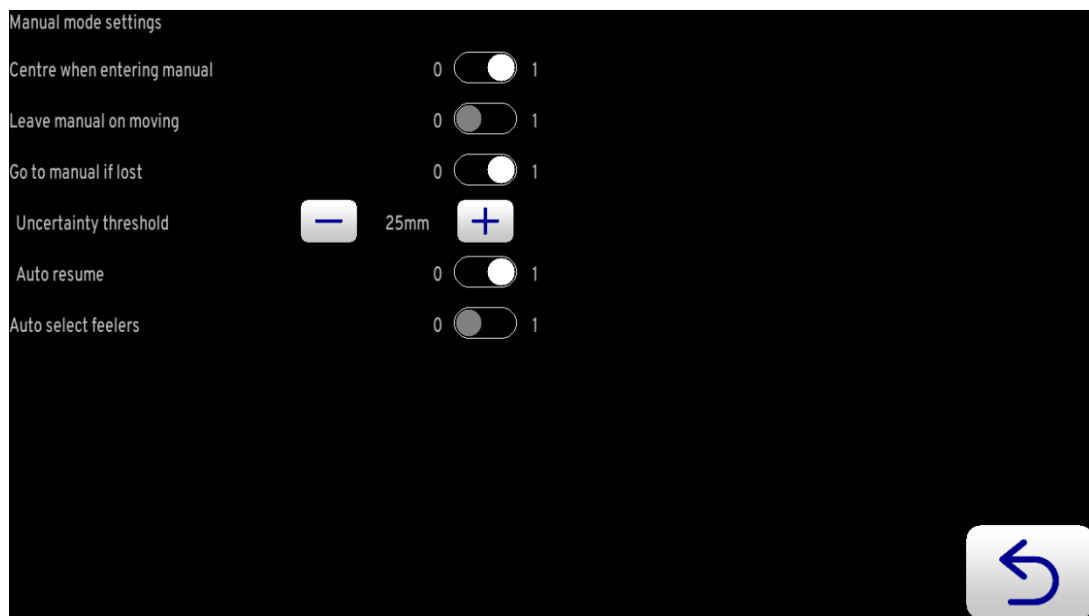 Manual mode settings
Centre when entering manual 0 1
Leave manual on moving 0 1
Go to manual if lost 0 1
Uncertainty threshold 25mm
Auto resume 0 1
Auto select feelers 0 1